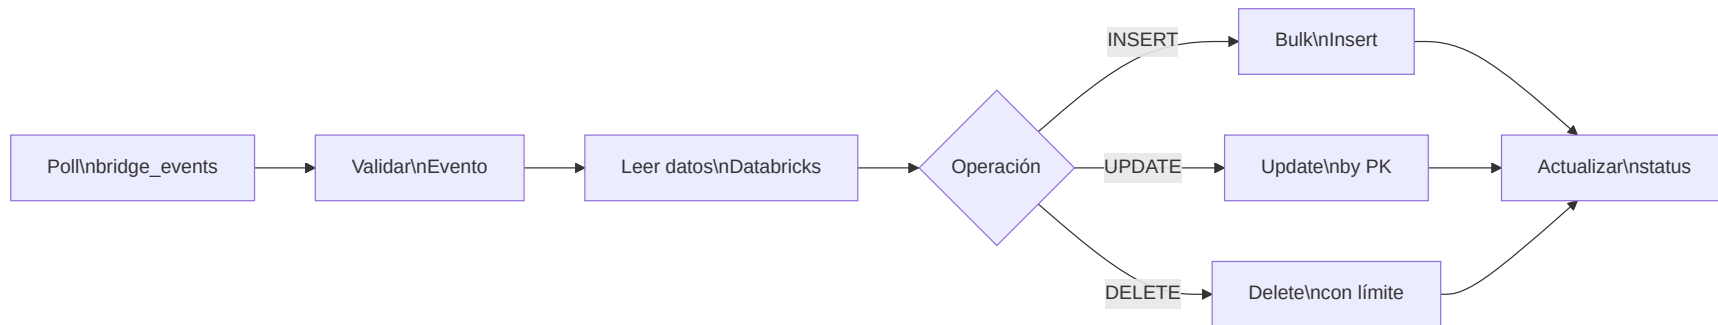 Poll\nbridge_events
Validar\nEvento
Leer datos\nDatabricks
Operación
INSERT
Bulk\nInsert
UPDATE
Update\nby PK
DELETE
Delete\ncon límite
Actualizar\nstatus